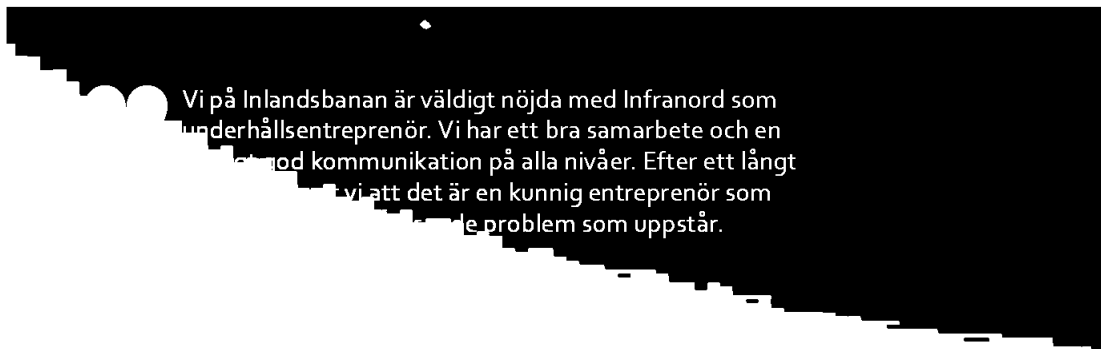 Vi på Inlandsbanan är väldigt nöjda med Infranord som
underhållsentreprenör. Vi har ett bra samarbete och en
god kommunikation på alla nivåer. Efter ett långt
vi att det är en kunnig entreprenör som
problem som uppstår.